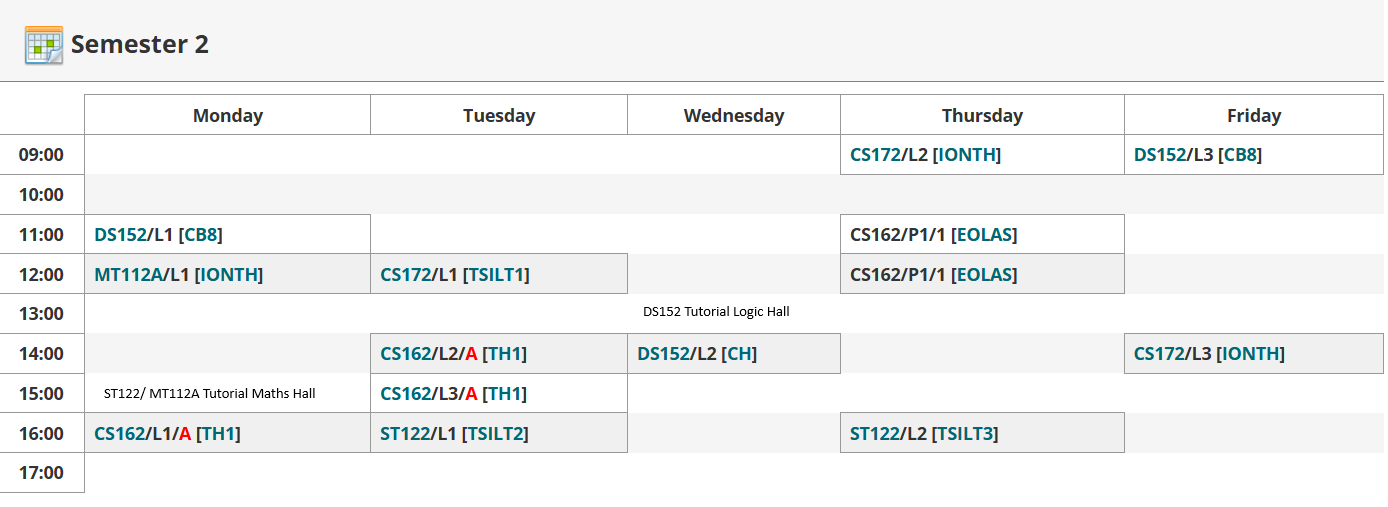 Semester 2
Monday Tuesday Wednesday Thursday Friday
09:00 CS172/L2 [IONTH] DS152/L3 [CB8]
10:00
11:00 DS152/L1 [CB8] CS162/P1/1 [EOLAS]
12:00 MT112A/L1 [IONTH] CS172/L1 [TSILT1] CS162/P1/1 [EOLAS]
13:00 DS152 Tutorial Logic Hall
14:00 CS162/L2/A [TH1] DS152/L2 [CH] CS172/L3 [IONTH]
15:00 ST122/ MT112A Tutorial Maths Hall CS162/L3/A [TH1]
16:00 CS162/L1/A [TH1] ST122/L1 [TSILT2] ST122/L2 [TSILT3]
17:00